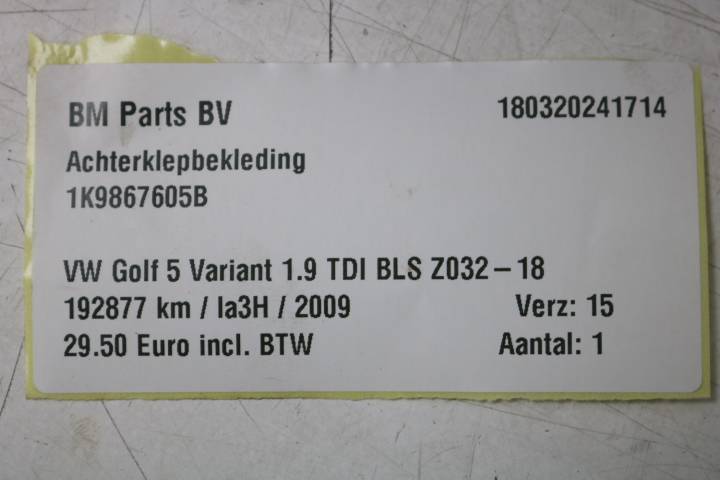 BM Parts BV 180320241714
Achterklepbekleding
1K9867605B
VW Golf 5 Variant 1.9 TDI BLS Z032 – 18
192877 km / la3H / 2009 Verz: 15
29.50 Euro incl. BTW Aantal: 1